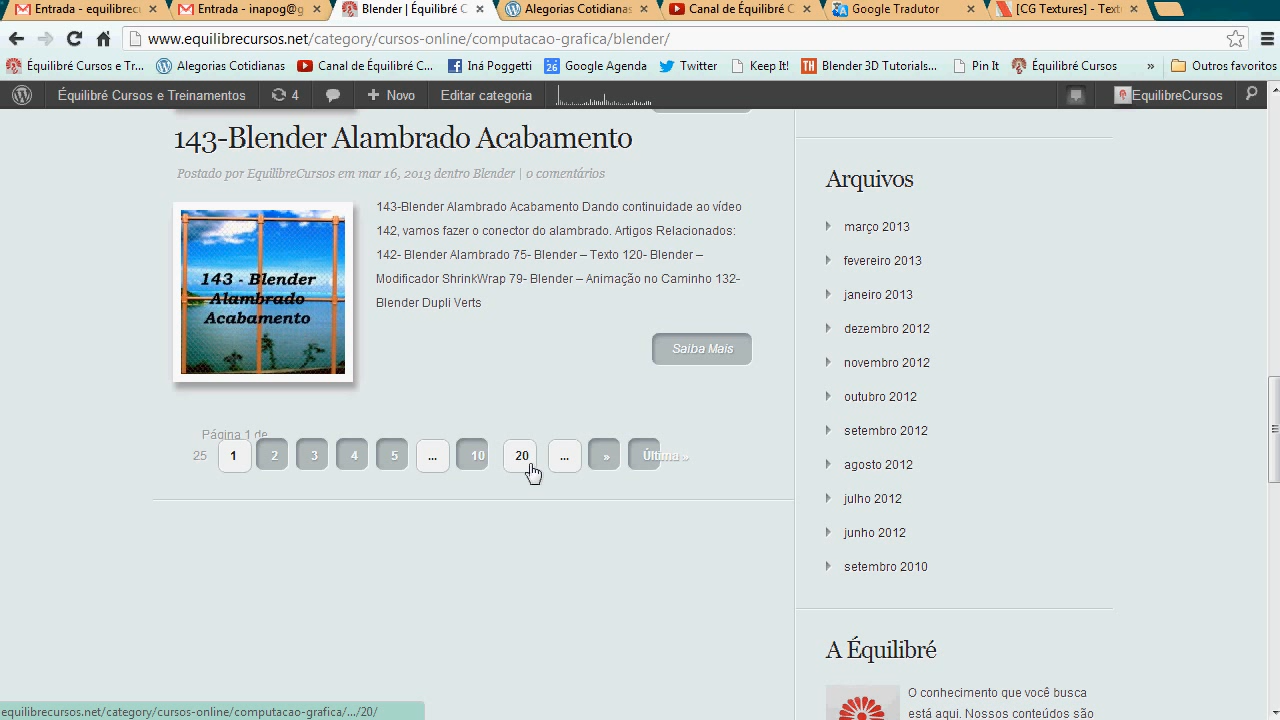 Entrada - equilibrec
Entrada - inapog@g
Blender | Équilibré C
Alegorias Cotidianas
Canal de Équilibré C
Google Tradutor
[CG Textures] - Text
www.equilibrecursos.net/category/cursos-online/computacao-grafica/blender/
Équilibré Cursos e Tr...
Alegorias Cotidianas
Canal de Équilibré C...
Iná Poggetti
26 Google Agenda
Twitter
Keep It!
TH Blender 3D Tutorials...
Pin It
Équilibré Cursos
»
Outros favoritos
Équilibré Cursos e Treinamentos
4
+ Novo
Editar categoria
EquilibreCursos
143-Blender Alambrado Acabamento
Postado por EquilibreCursos em mar 16, 2013 dentro Blender | 0 comentários
143 - Blender
Alambrado
Acabamento
143-Blender Alambrado Acabamento Dando continuidade ao vídeo
142, vamos fazer o conector do alambrado. Artigos Relacionados:
142- Blender Alambrado 75- Blender – Texto 120- Blender –
Modificador ShrinkWrap 79- Blender – Animação no Caminho 132-
Blender Dupli Verts
Saiba Mais
Página 1 de
25 1 2 3 4 5 ... 10 20 ... » Última »
Arquivos
março 2013
fevereiro 2013
janeiro 2013
dezembro 2012
novembro 2012
outubro 2012
setembro 2012
agosto 2012
julho 2012
junho 2012
setembro 2010
A Équilibré
O conhecimento que você busca
está aqui. Nossos conteúdos são
equilibrecursos.net/category/cursos-online/computacao-grafica/.../20/